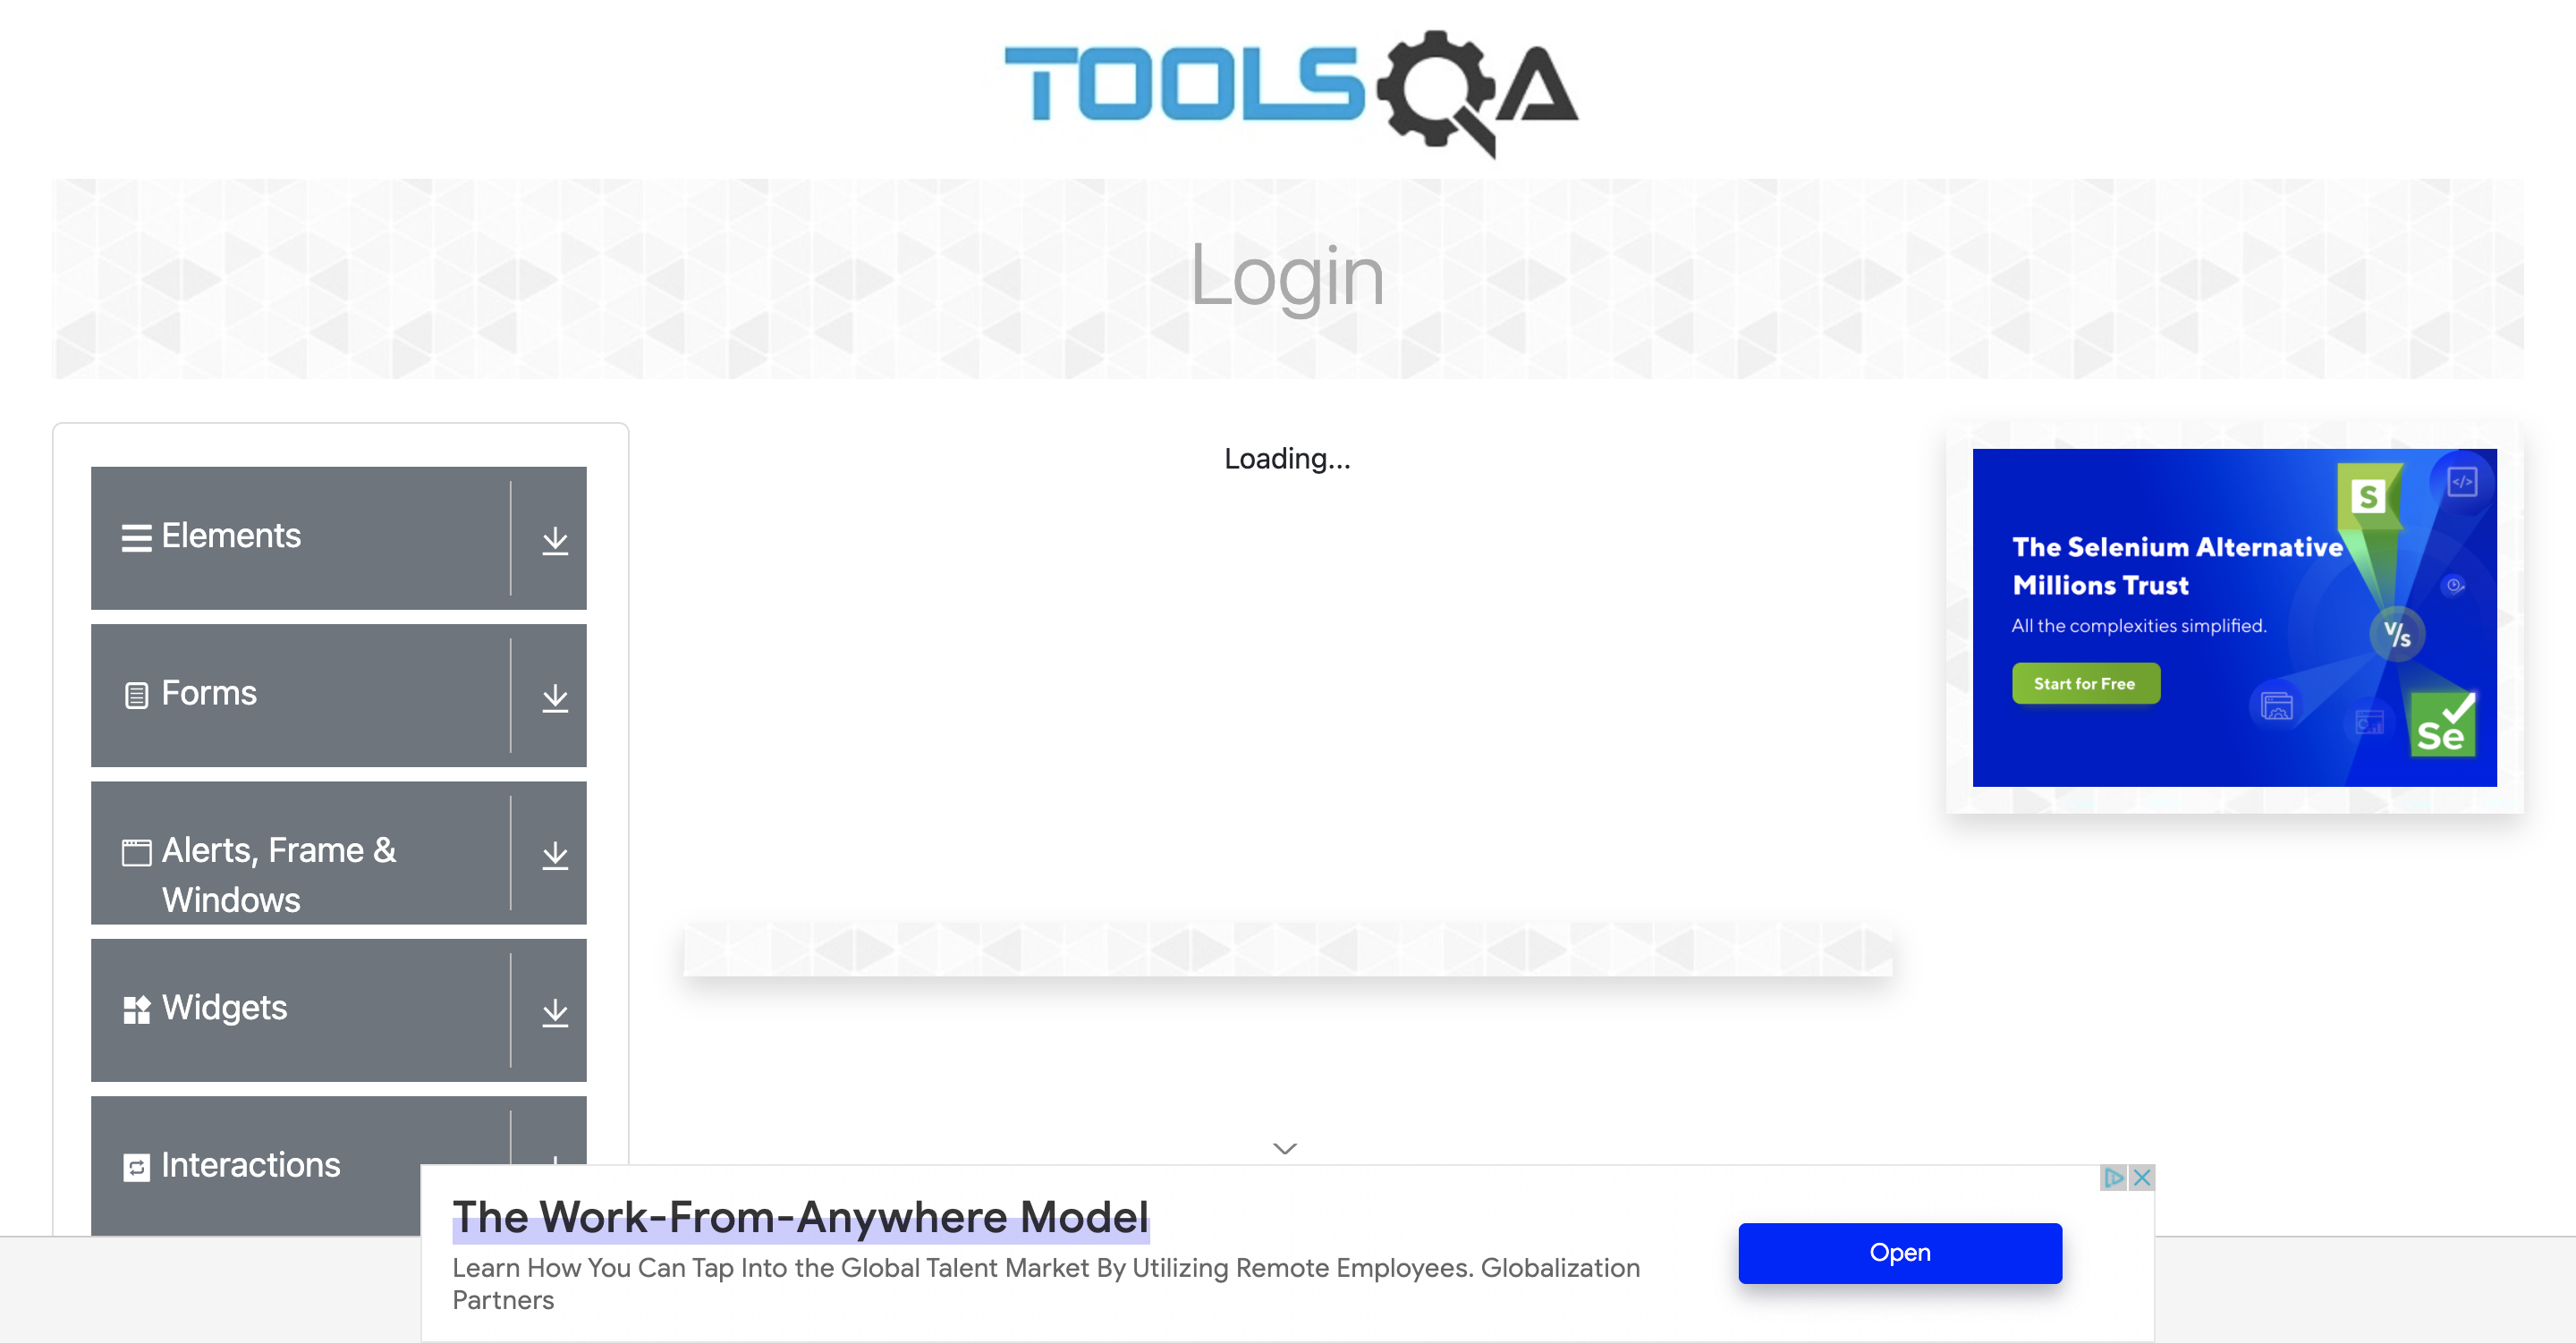 TOOLSQA
Login
Elements
Forms
Alerts, Frame &
Windows
Widgets
Interactions
Loading...
The Selenium Alternative
Millions Trust
All the complexities simplified.
Start for Free
S
</>
V/s
Se
The Work-From-Anywhere Model
Learn How You Can Tap Into the Global Talent Market By Utilizing Remote Employees. Globalization
Partners
Open